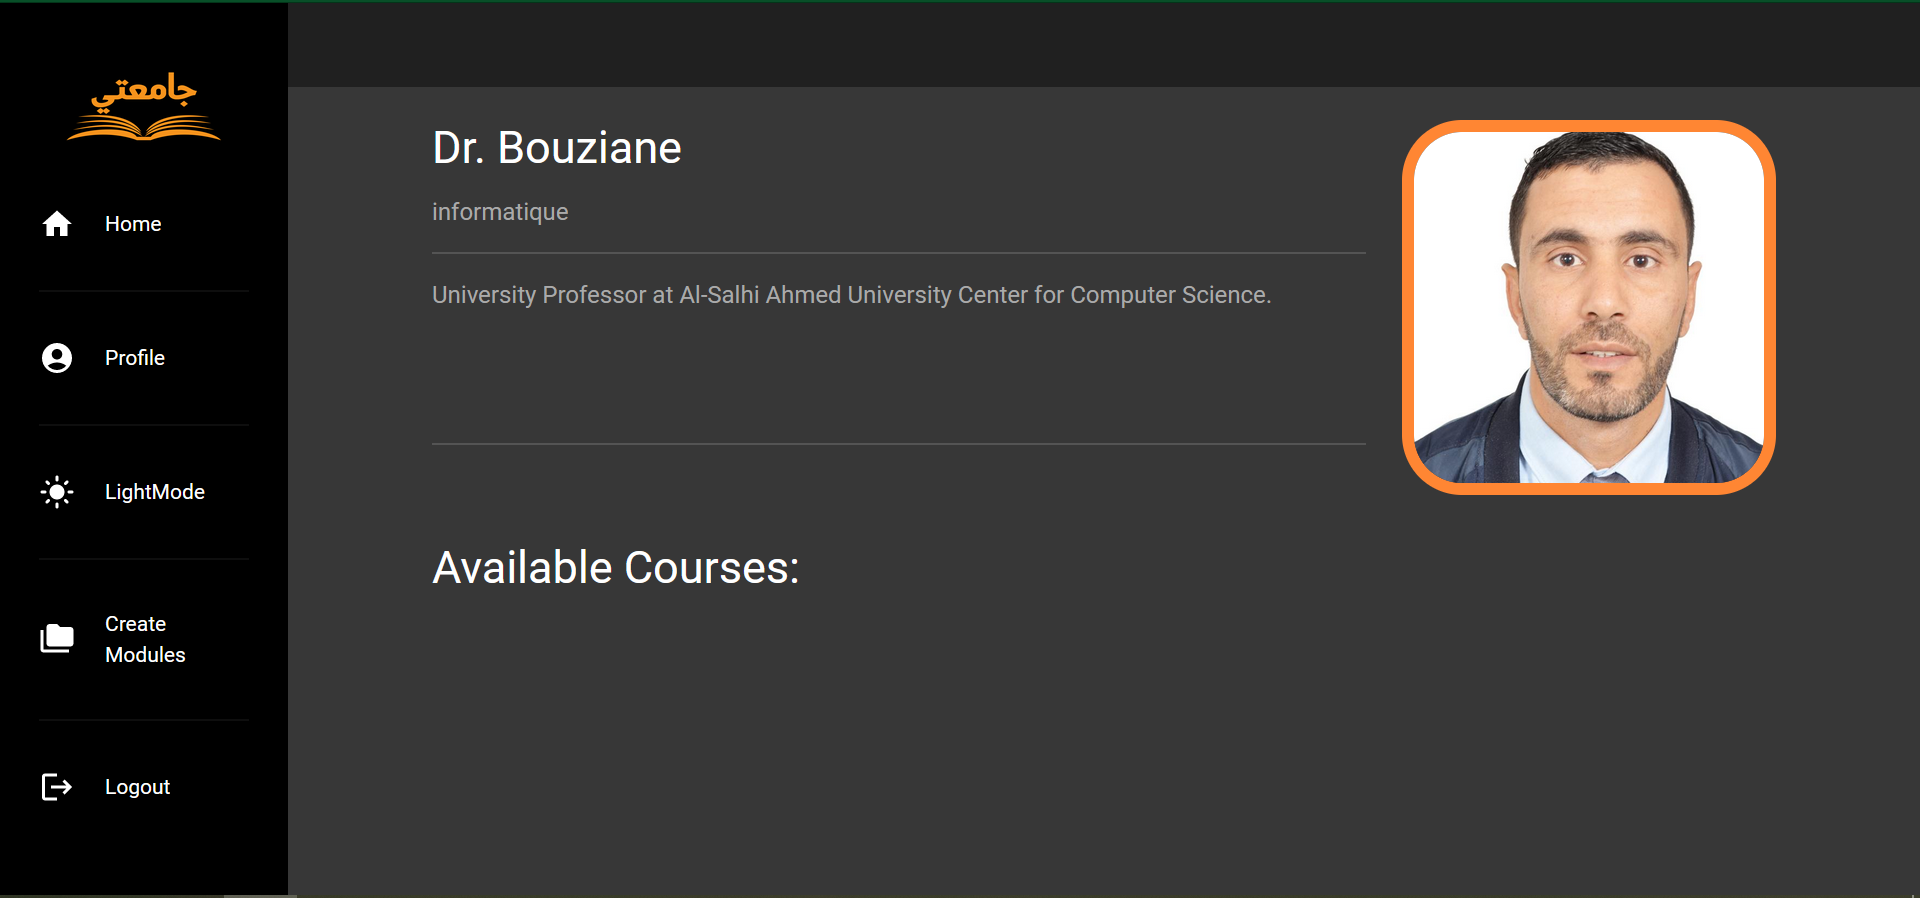 جامعتي
Home
Profile
LightMode
Create
Modules
Logout
Dr. Bouziane
informatique
University Professor at Al-Salhi Ahmed University Center for Computer Science.
Available Courses: